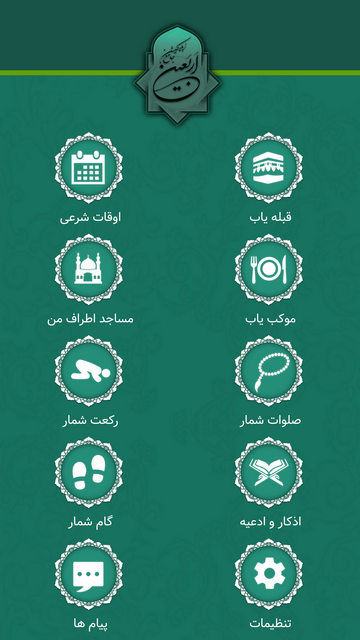 اربعین
قبله یاب
اوقات شرعی
موکب یاب
مساجد اطراف من
صلوات شمار
رکعت شمار
اذکار و ادعیه
گام شمار
تنظیمات
پیام ها